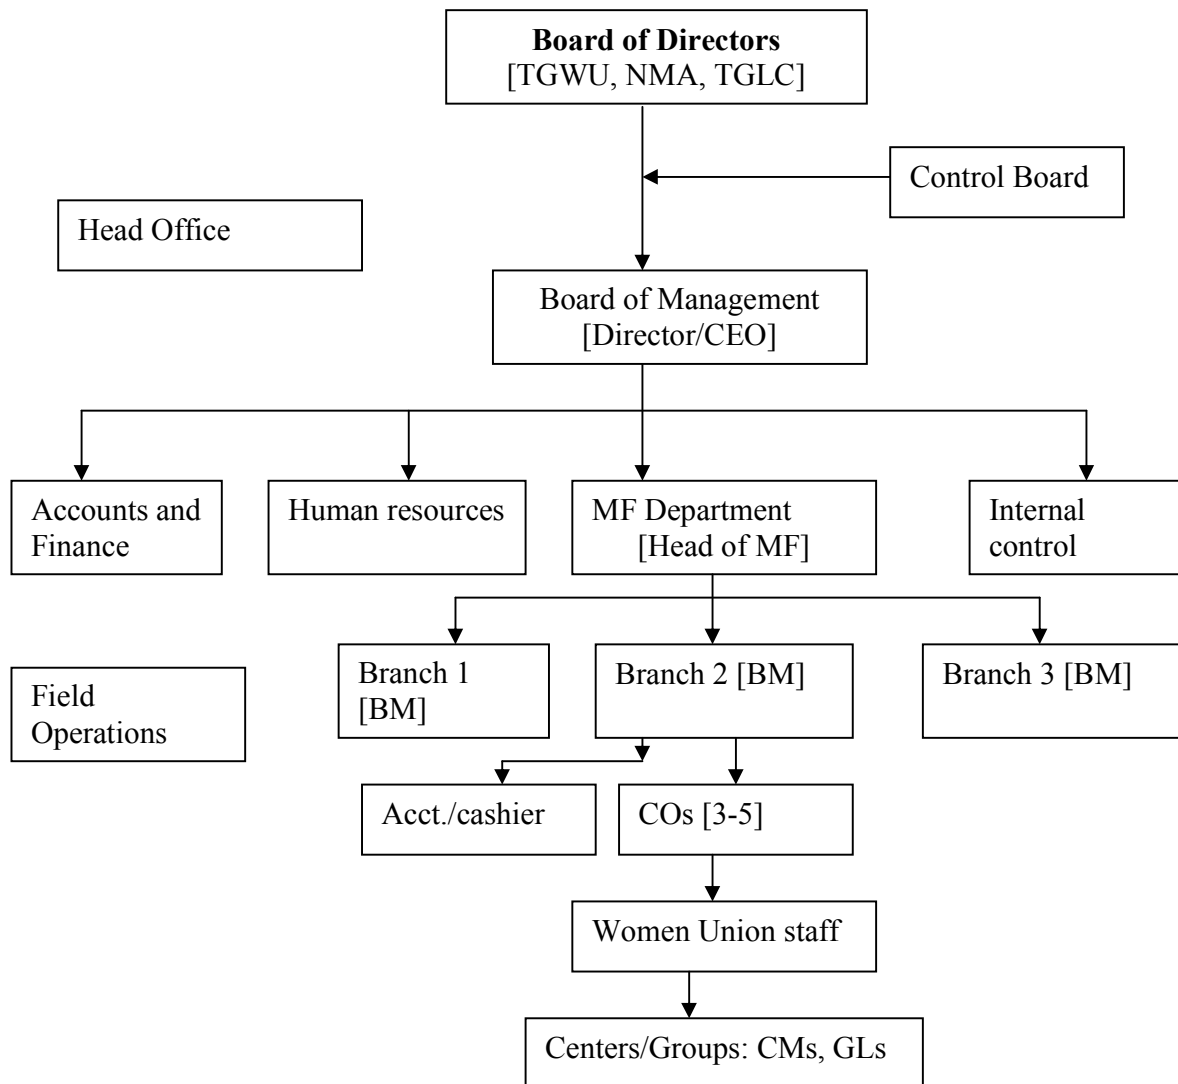 Board of Directors
[TGWU, NMA, TGLC]
Control Board
Head Office
Board of Management
[Director/CEO]
Accounts and
Finance
Human resources
MF Department
[Head of MF]
Internal
control
Branch 1
[BM]
Branch 2 [BM]
Branch 3 [BM]
Field
Operations
Acct./cashier
COs [3-5]
Women Union staff
Centers/Groups: CMs, GLs